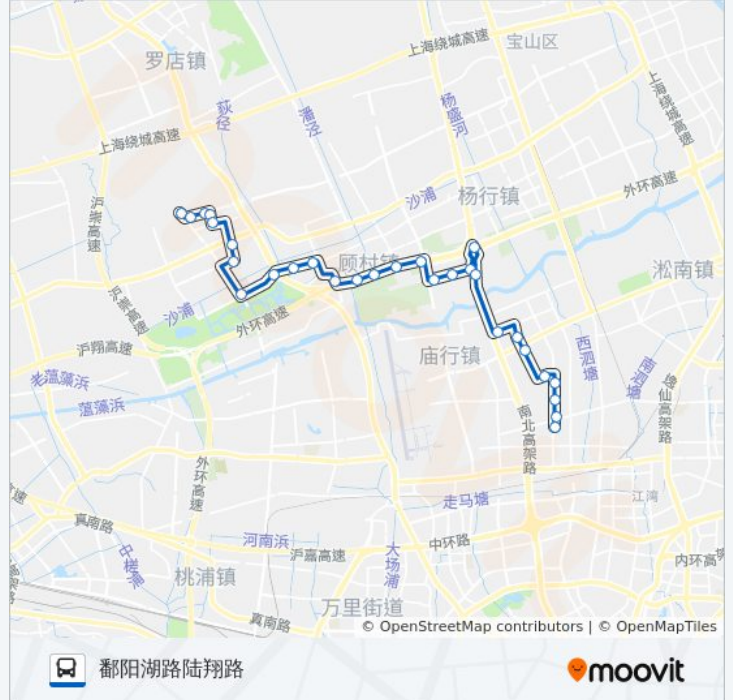 罗店镇
上海绕城高速
宝山区
荻泾
潘泾
杨盛河
上海绕城高速
上海绕城高速
沪崇高速
沙浦
杨行镇
外环高速
顾村镇
淞南镇
沪崇高速
沙浦
外环高速
沪翔高速
庙行镇
西泗塘
南泗塘
老蕰藻浜
蕰藻浜
逸仙高架路
南北高架路
外环高速
走马塘
江湾
真南路
河南浜
沪嘉高速
大场浦
中环路
内环高
中槎浦
桃浦镇
万里街道
真南路
© OpenStreetMap contributors | © OpenMapTiles
鄱阳湖路陆翔路
moovit